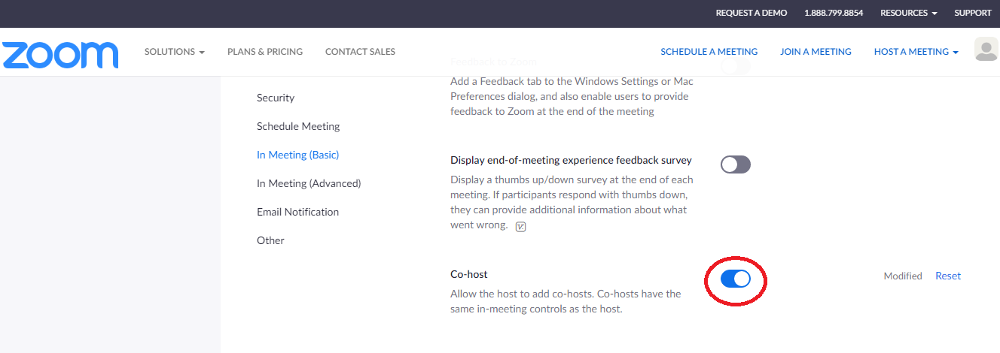 REQUEST A DEMO 1.888.799.8854 RESOURCES SUPPORT
zoom SOLUTIONS PLANS & PRICING CONTACT SALES SCHEDULE A MEETING JOIN A MEETING HOST A MEETING
Feedback to Zoom
Add a Feedback tab to the Windows Settings or Mac
Preferences dialog, and also enable users to provide
feedback to Zoom at the end of the meeting
Security
Schedule Meeting
In Meeting (Basic)
In Meeting (Advanced)
Email Notification
Other
Display end-of-meeting experience feedback survey
Display a thumbs up/down survey at the end of each
meeting. If participants respond with thumbs down,
they can provide additional information about what
went wrong.
Co-host
Allow the host to add co-hosts. Co-hosts have the
same in-meeting controls as the host.
Modified Reset